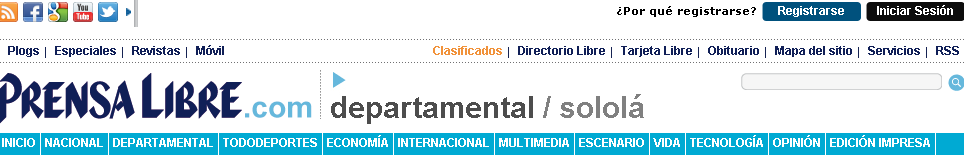 You Tube
¿Por qué registrarse? Registrarse Iniciar Sesión
Plogs | Especiales | Revistas | Móvil Clasificados | Directorio Libre | Tarjeta Libre | Obituario | Mapa del sitio | Servicios | RSS
PRENSA LIBRE.com departamental / sololá
INICIO NACIONAL DEPARTAMENTAL TODODEPORTES ECONOMÍA INTERNACIONAL MULTIMEDIA ESCENARIO VIDA TECNOLOGÍA OPINIÓN EDICIÓN IMPRESA